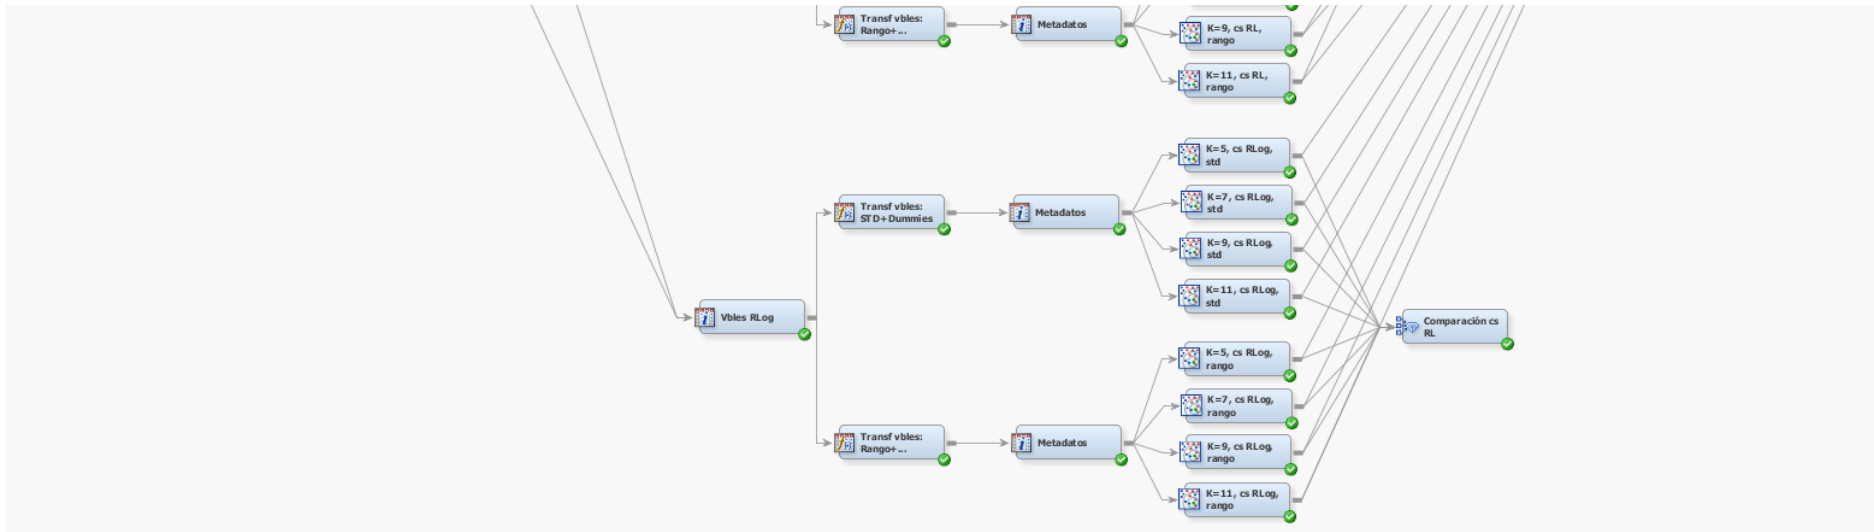 Transf vbles:
Rango+...
Metadatos
K=9, cs RL,
rango
K=11, cs RL,
rango
Vbles RLog
Transf vbles:
STD+Dummies
Metadatos
K=5, cs RLog,
std
K=7, cs RLog,
std
K=9, cs RLog,
std
K=11, cs RLog,
std
Comparación cs
RL
K=5, cs RLog,
rango
K=7, cs RLog,
rango
Transf vbles:
Rango+...
Metadatos
K=9, cs RLog,
rango
K=11, cs RLog,
rango